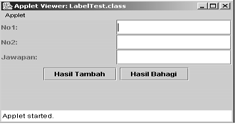 Applet Viewer: LabelTest.class
Applet
No1:
No2:
Jawapan:
Hasil Tambah Hasil Bahagi
Applet started.